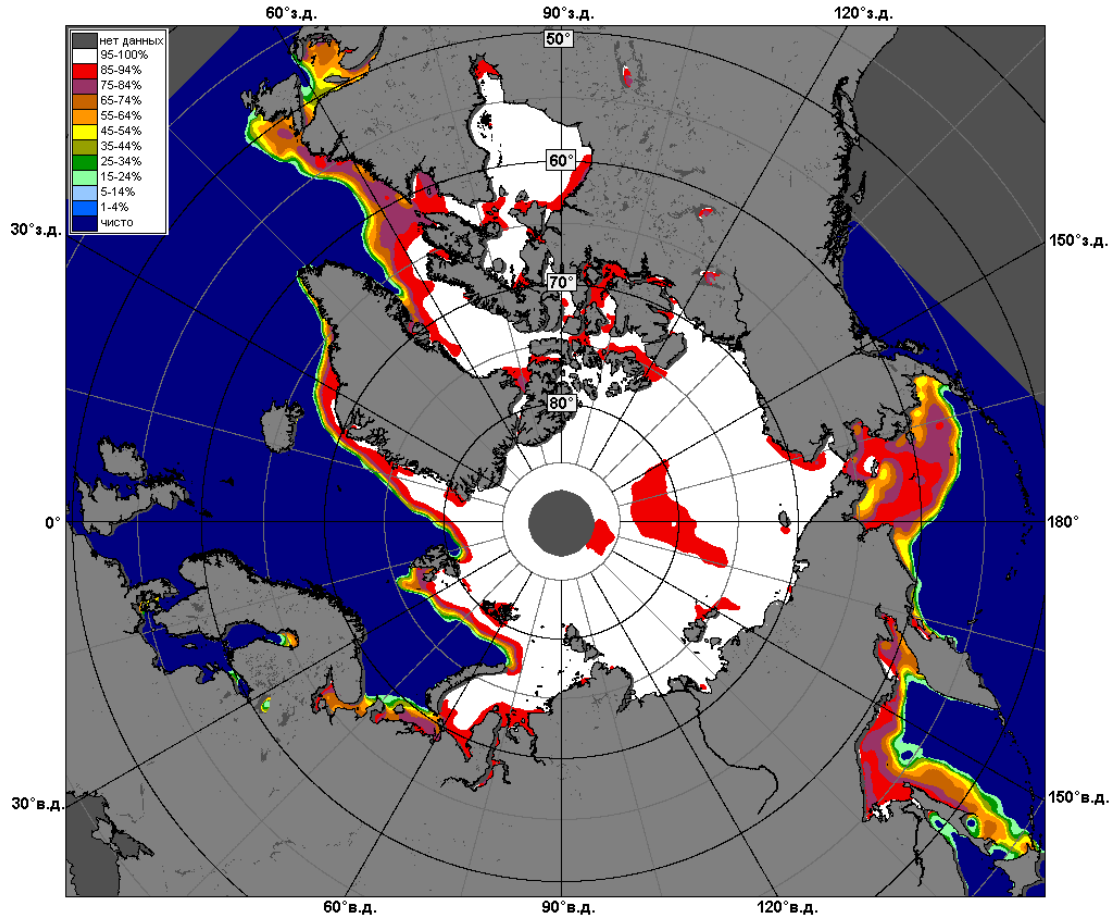 60°з.д.
90°з.д.
120°з.д.
нет данных
95-100%
85-94%
75-84%
65-74%
55-64%
45-54%
35-44%
25-34%
15-24%
5-14%
1-4%
чисто
50°
60°
70°
80°
30°з.д.
150°з.д.
0°
180°
30°в.д.
150°в.д.
60°в.д.
90°в.д.
120°в.д.